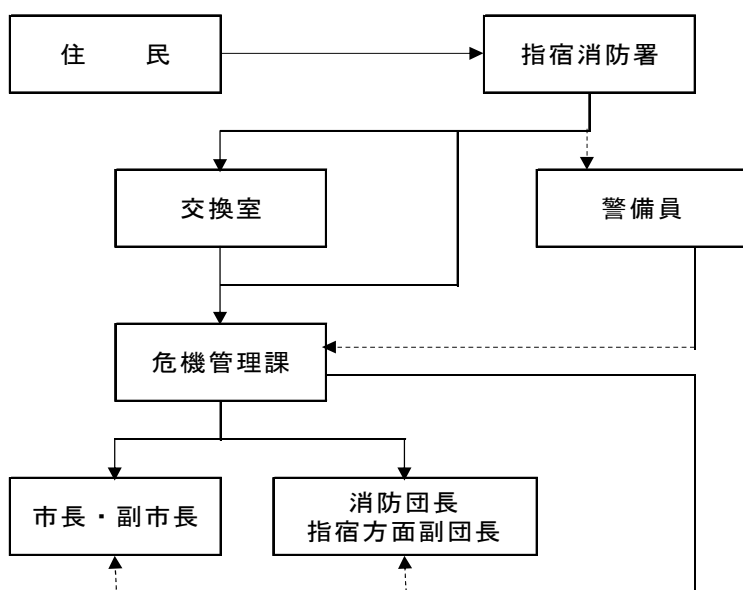 住　　民
指宿消防署
交換室
警備員
危機管理課
市長・副市長
消防団長
指宿方面副団長